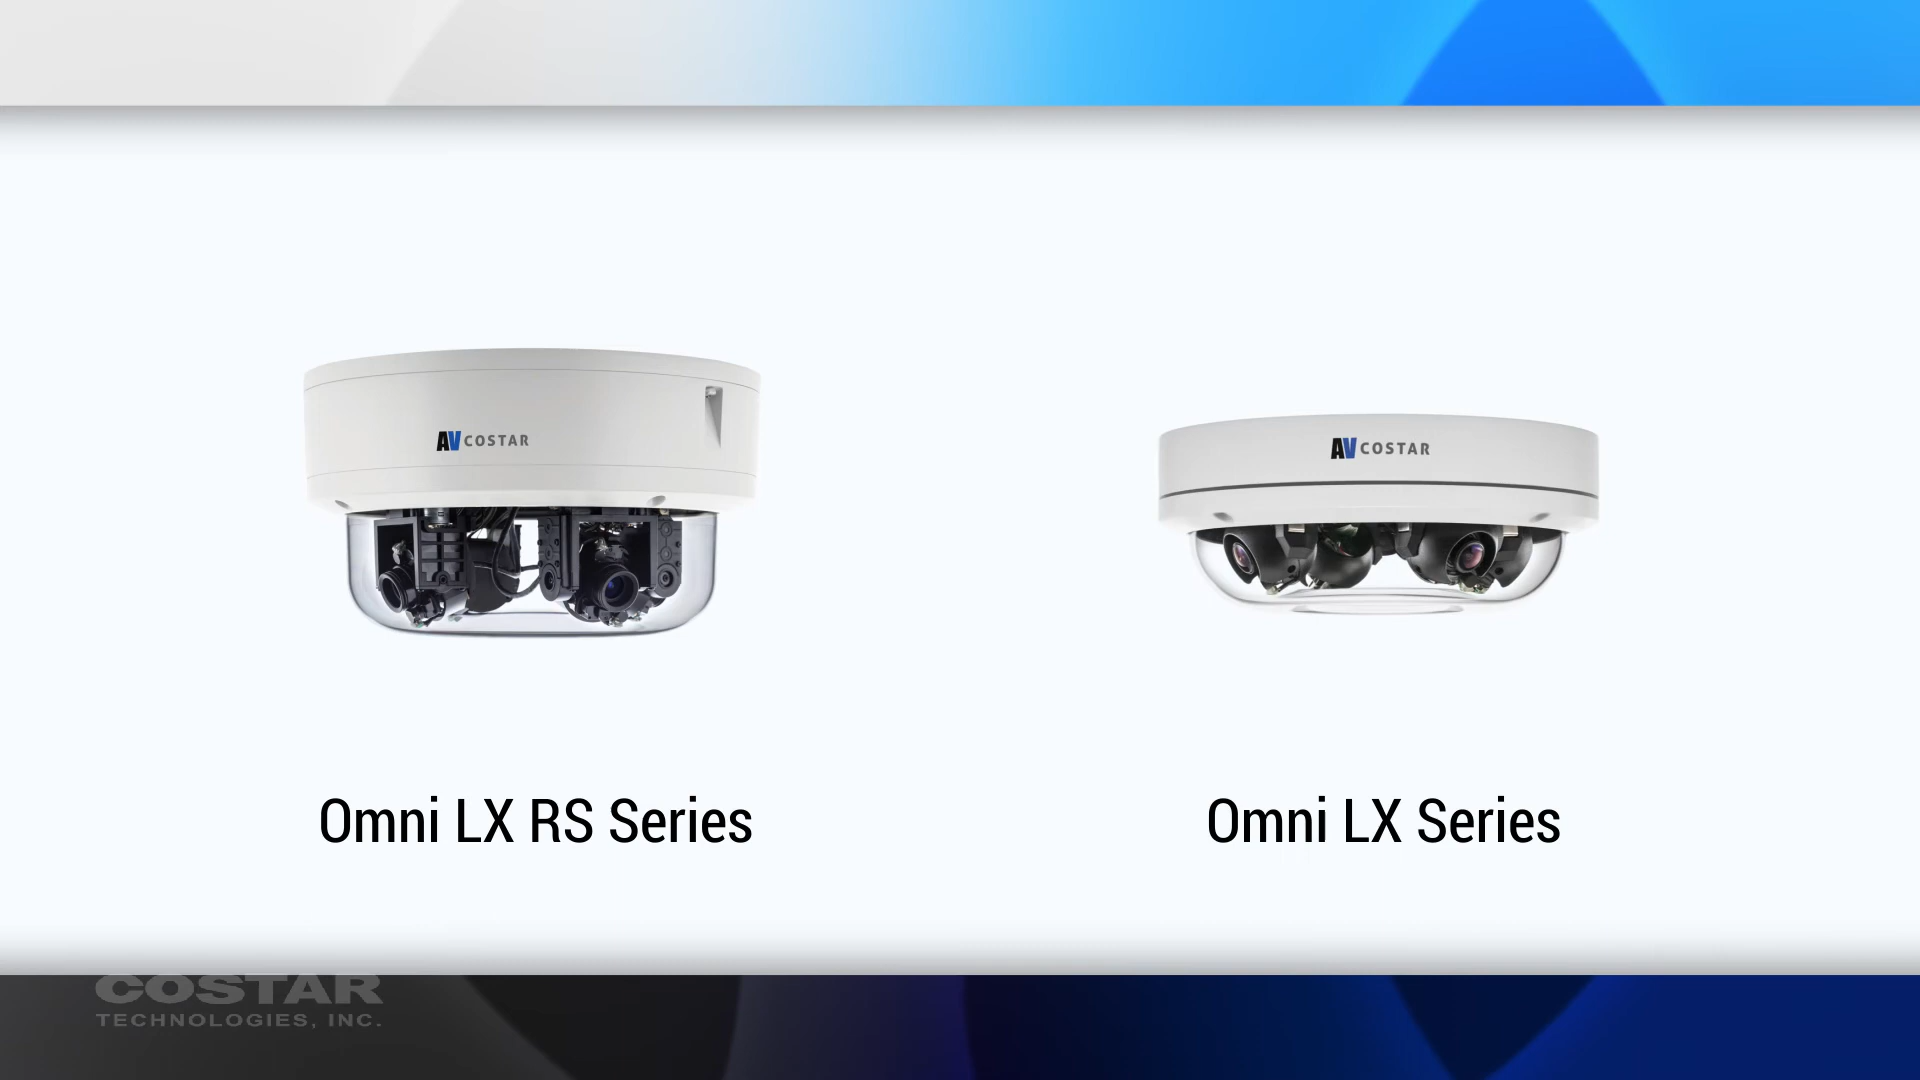 AV COSTAR
AV COSTAR
Omni LX RS Series
Omni LX Series
COSTAR
TECHNOLOGIES, INC.